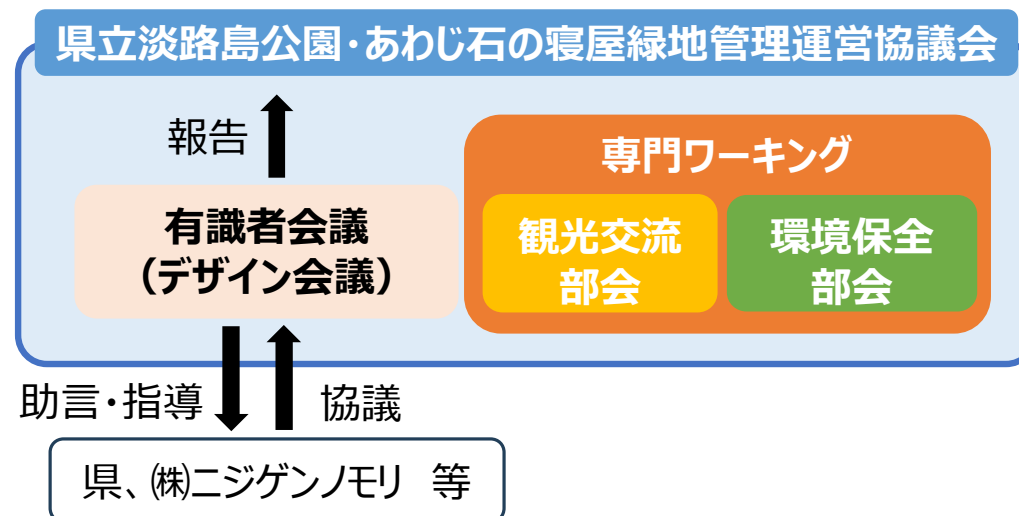 県立淡路島公園・あわじ石の寝屋緑地管理運営協議会
報告
専門ワーキング
有識者会議
（デザイン会議）
観光交流
部会
環境保全
部会
助言・指導
協議
県、㈱ニジゲンノモリ　等